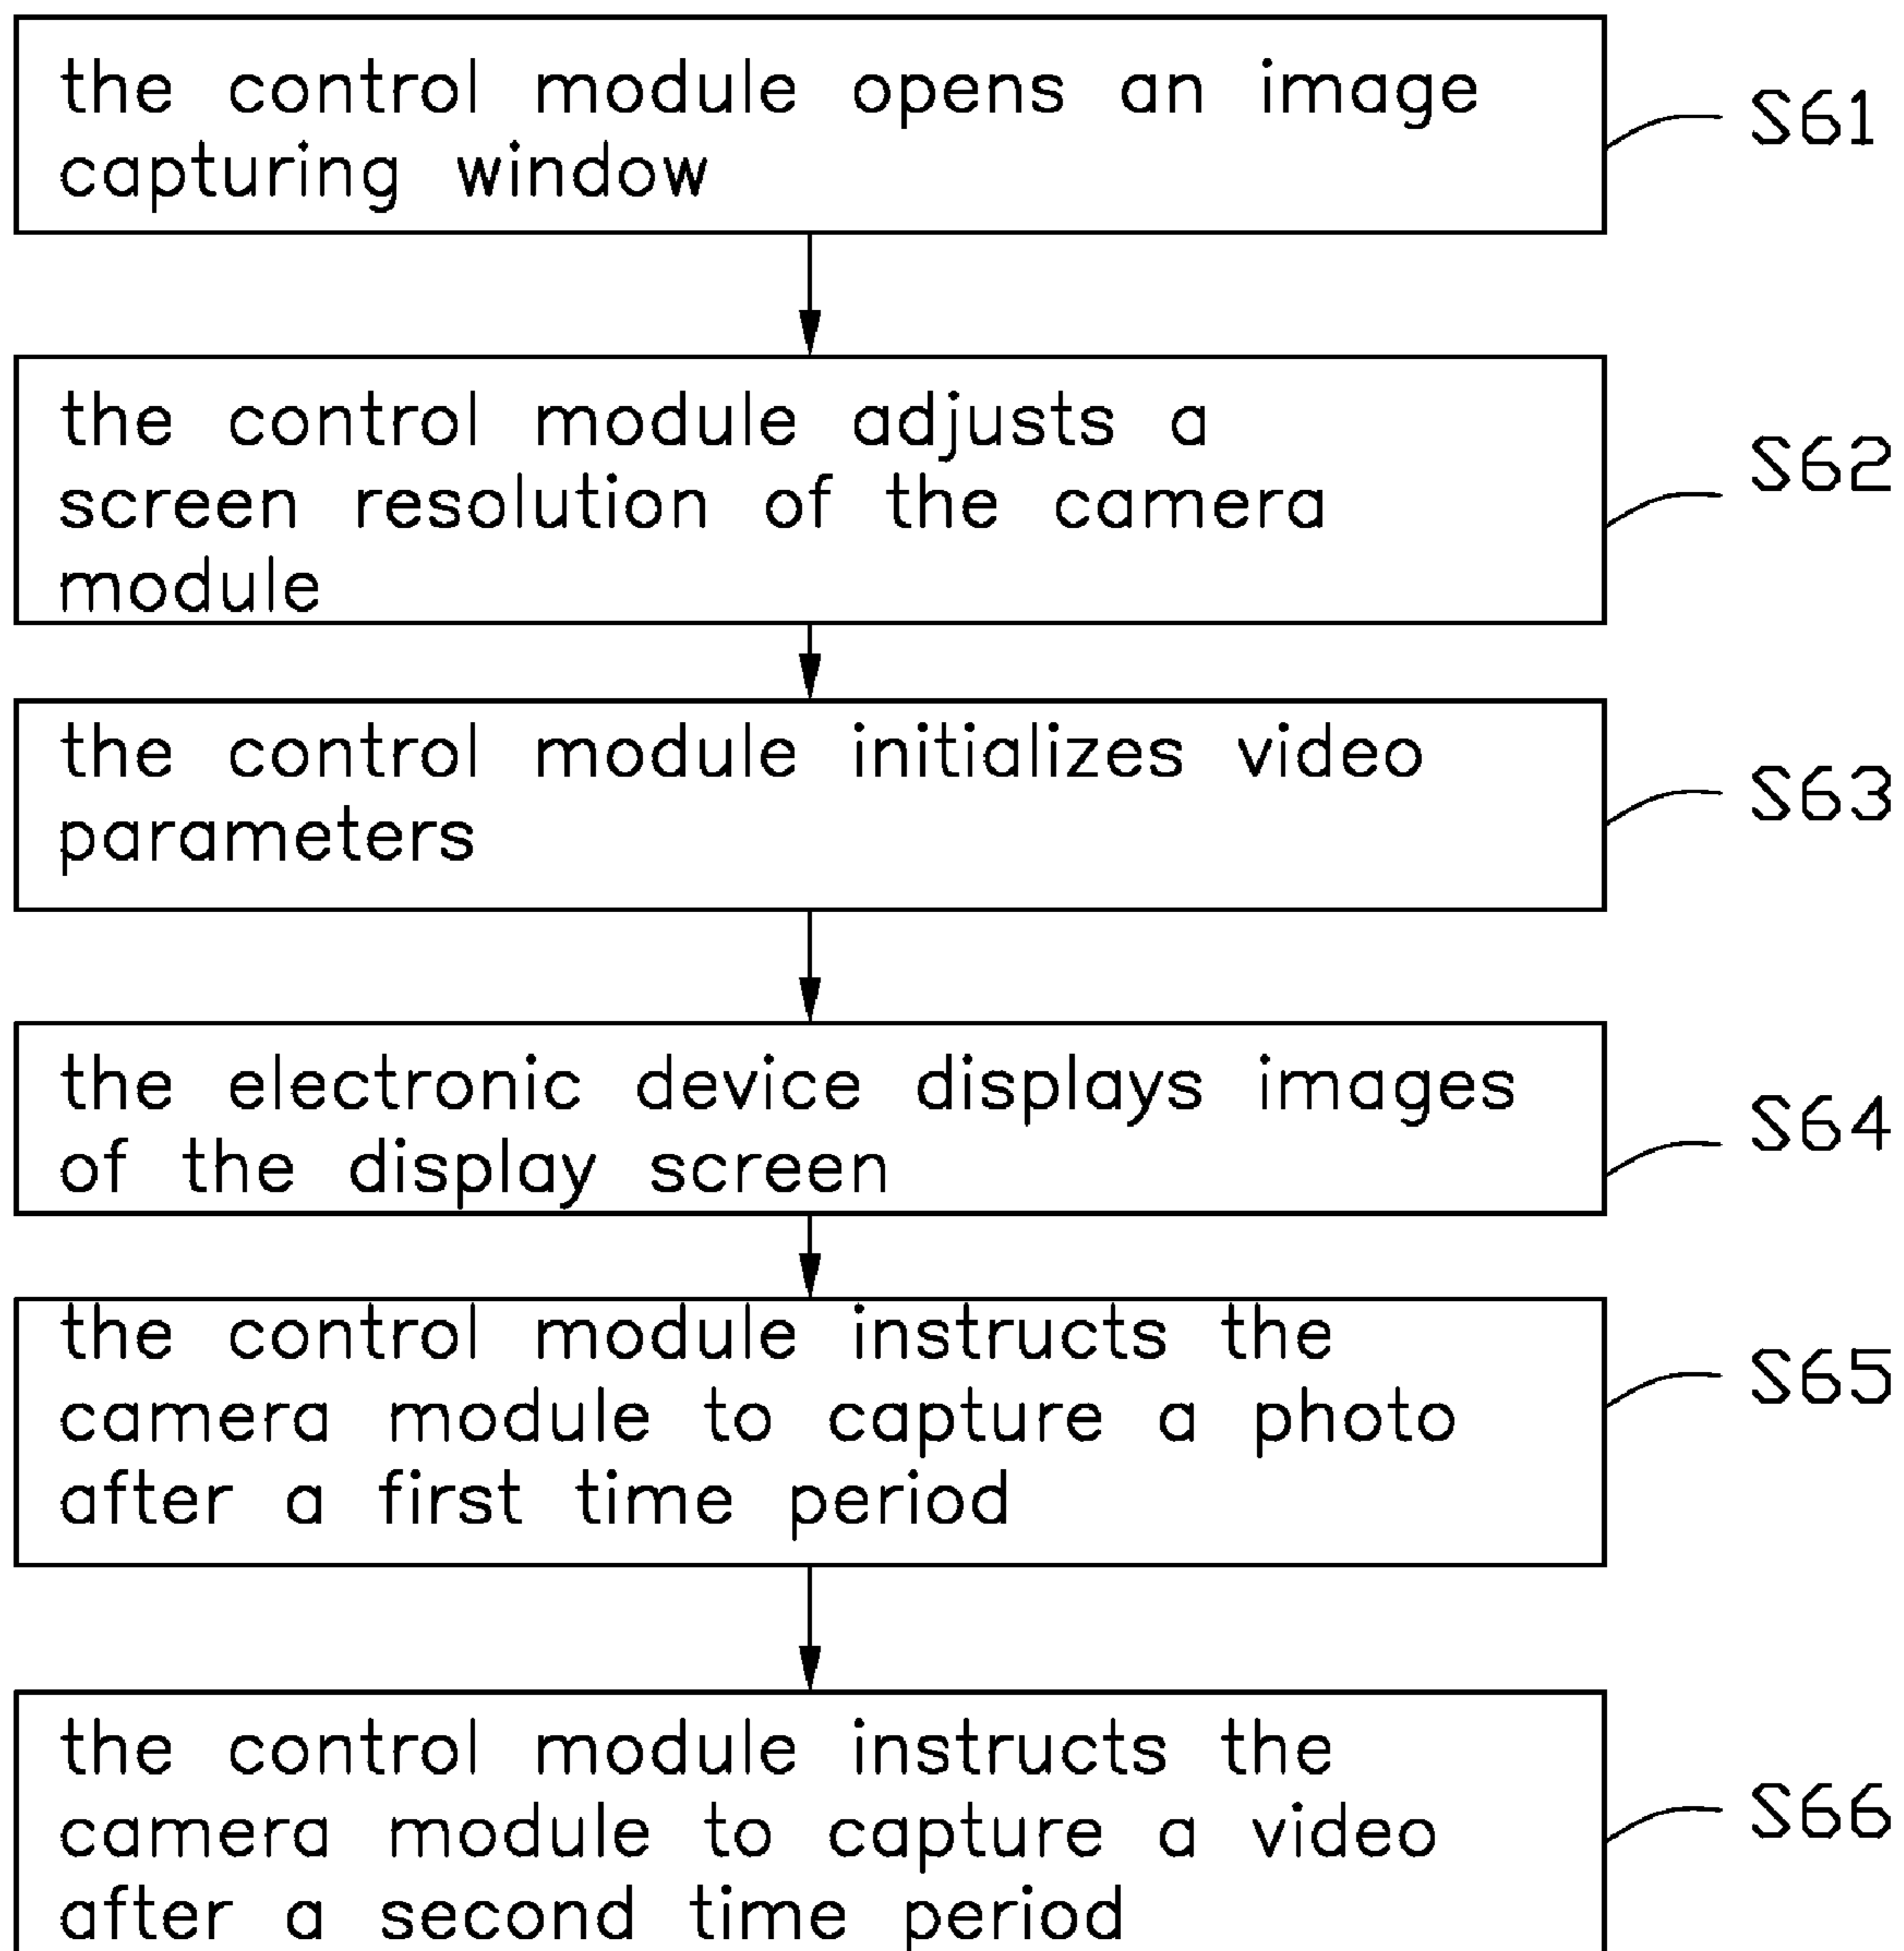 the control module opens an image
capturing window
S61
the control module adjusts a
screen resolution of the camera
module
S62
the control module initializes video
parameters
S63
the electronic device displays images
of the display screen
S64
the control module instructs the
camera module to capture a photo
after a first time period
S65
the control module instructs the
camera module to capture a video
after a second time period
S66